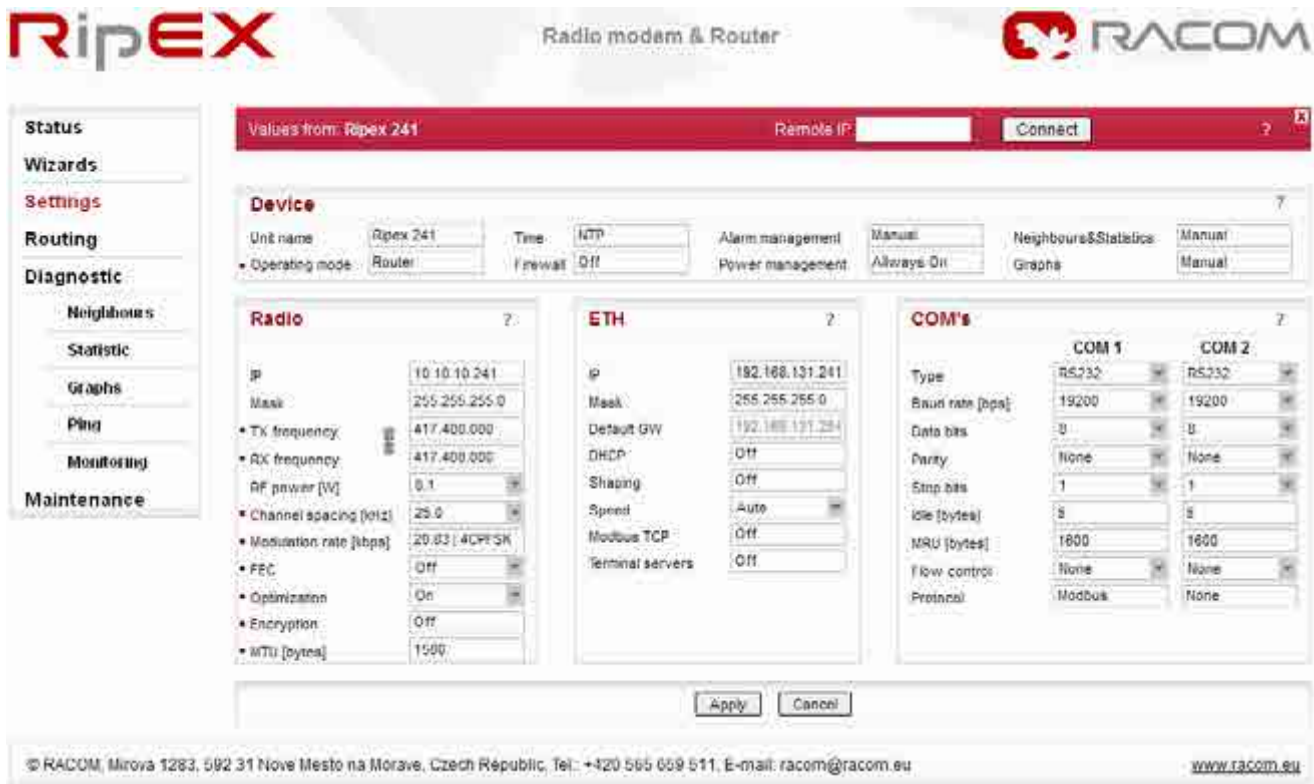 RipEX
Radio modem & Router
RACOM
Status
Wizards
Settings
Routing
Diagnostic
Neighbours
Statistic
Graphs
Ping
Monitoring
Maintenance
Values from: Ripex 241 Remote IP Connect ? X
Device ?
Unit name Ripex 241 Time NTP Alarm management Manual Neighbours&Statistics Manual
• Operating mode Router Firewall Off Power management Allways On Graphs Manual
Radio ?
IP 10.10.10.241
Mask 255.255.255.0
• TX frequency 417.400.000
• RX frequency 417.400.000
RF power [W] 0.1
• Channel spacing [kHz] 25.0
• Modulation rate [kbps] 20.83 | 4CPFSK
• FEC Off
• Optimization On
• Encryption Off
• MTU [bytes] 1500
ETH ?
IP 192.168.131.241
Mask 255.255.255.0
Default GW 192.168.131.254
DHCP Off
Shaping Off
Speed Auto
Modbus TCP Off
Terminal servers Off
COM's ?
COM 1 COM 2
Type RS232 RS232
Baud rate [bps] 19200 19200
Data bits 8 8
Parity None None
Stop bits 1 1
Idle [bytes] 5 5
MRU [bytes] 1600 1600
Flow control None None
Protocol Modbus None
Apply Cancel
© RACOM, Mirova 1283, 592 31 Nove Mesto na Morave, Czech Republic, Tel.: +420 565 659 511, E-mail: racom@racom.eu www.racom.eu